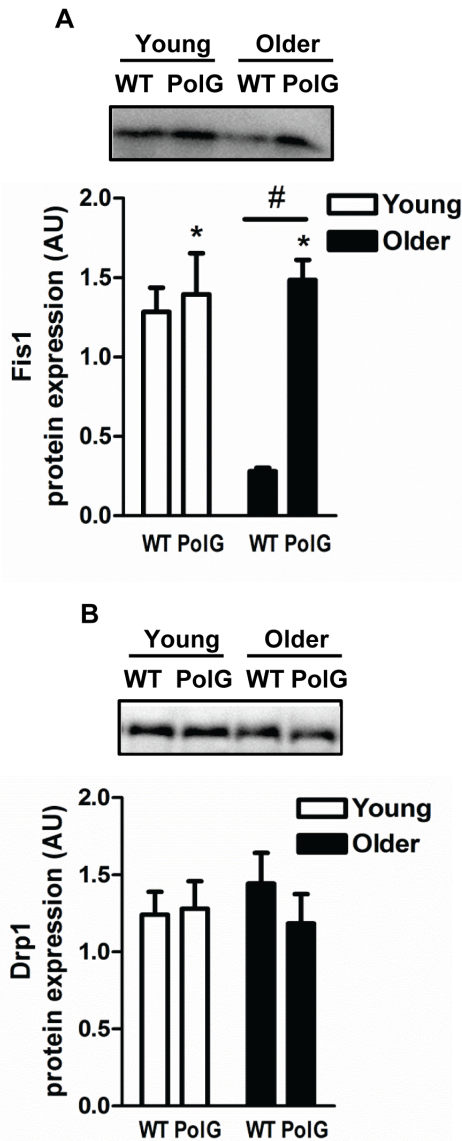 A
Young Older
WT PolG WT PolG
2.0
1.5
1.0
0.5
0.0
Fis1
protein expression (AU)
*
#
*
Young
Older
WT PolG WT PolG
B
Young Older
WT PolG WT PolG
2.0
1.5
1.0
0.5
0.0
Drp1
protein expression (AU)
Young
Older
WT PolG WT PolG